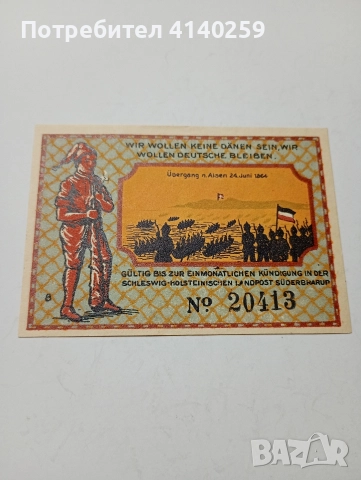 Потребител 4140259
WIR WOLLEN KEINE DÄNEN SEIN, WIR
WOLLEN DEUTSCHE BLEIBEN.
Übergang n. Alsen 24. Juni 1864
GÜLTIG BIS ZUR EINMONATLICHEN KÜNDIGUNG IN DER
SCHLESWIG-HOLSTEINISCHEN LANDPOST SÜDERBRARUP
8
No 20413
BAZAR